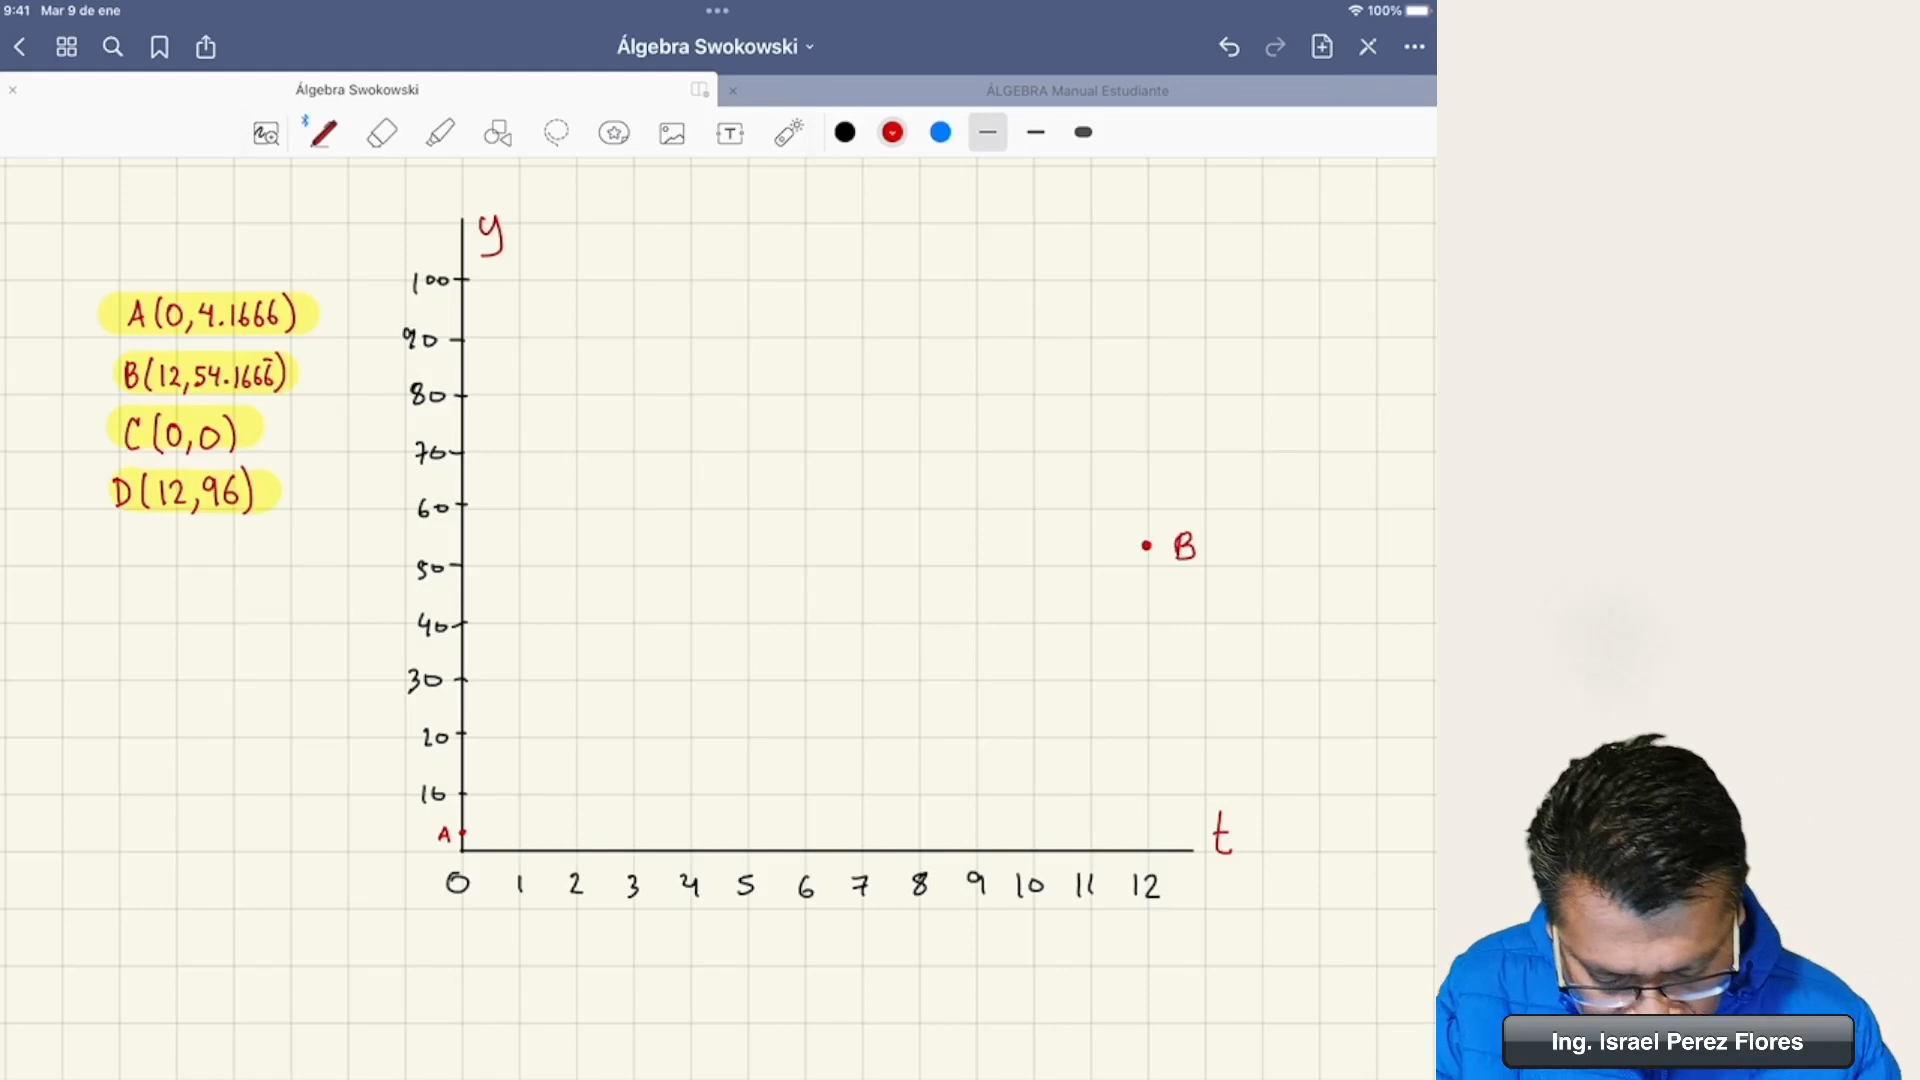 9:41 Mar 9 de ene
100%
Álgebra Swokowski
Álgebra Swokowski
ÁLGEBRA Manual Estudiante
T
y
100
90
80
70
60
50
40
30
20
10
A(0,4.1666)
B(12,54.1666̄)
C(0,0)
D(12,96)
B
A
t
0 1 2 3 4 5 6 7 8 9 10 11 12
Ing. Israel Perez Flores